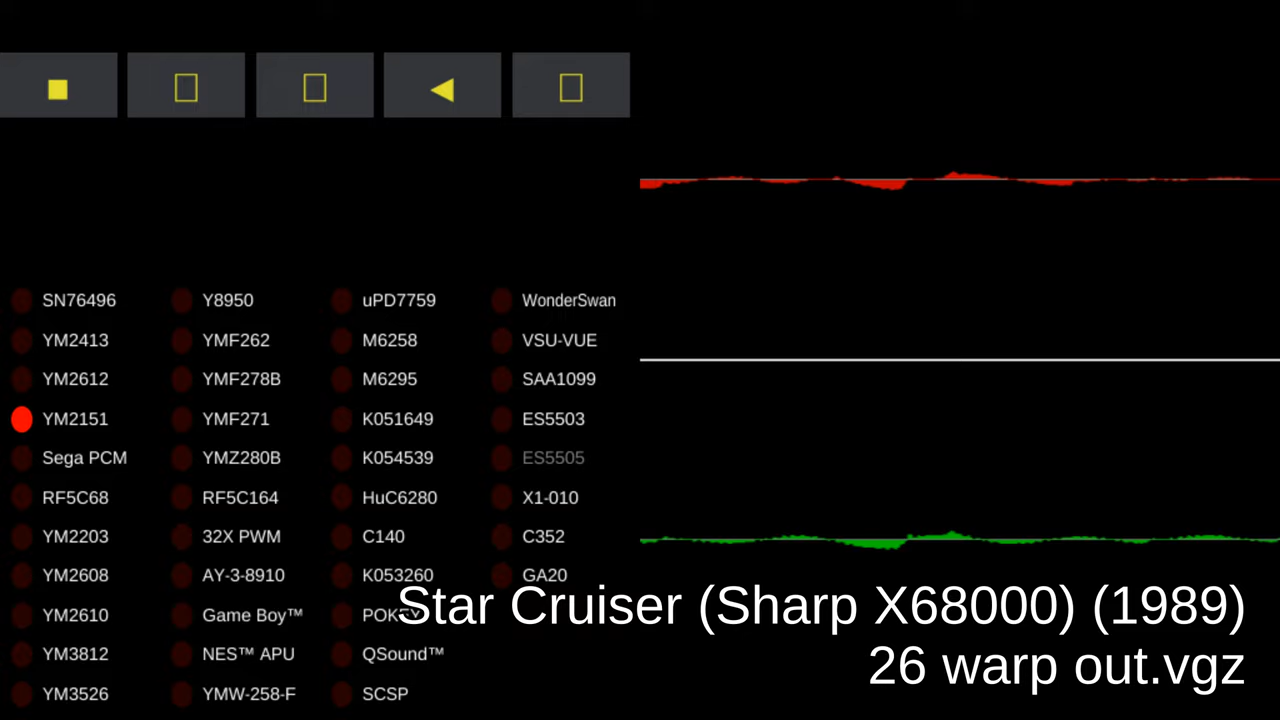 SN76496 Y8950 uPD7759 WonderSwan
YM2413 YMF262 M6258 VSU-VUE
YM2612 YMF278B M6295 SAA1099
YM2151 YMF271 K051649 ES5503
Sega PCM YMZ280B K054539 ES5505
RF5C68 RF5C164 HuC6280 X1-010
YM2203 32X PWM C140 C352
YM2608 AY-3-8910 K053260 GA20
YM2610 Game Boy™ POKEY
YM3812 NES™ APU QSound™
YM3526 YMW-258-F SCSP
Star Cruiser (Sharp X68000) (1989)
26 warp out.vgz